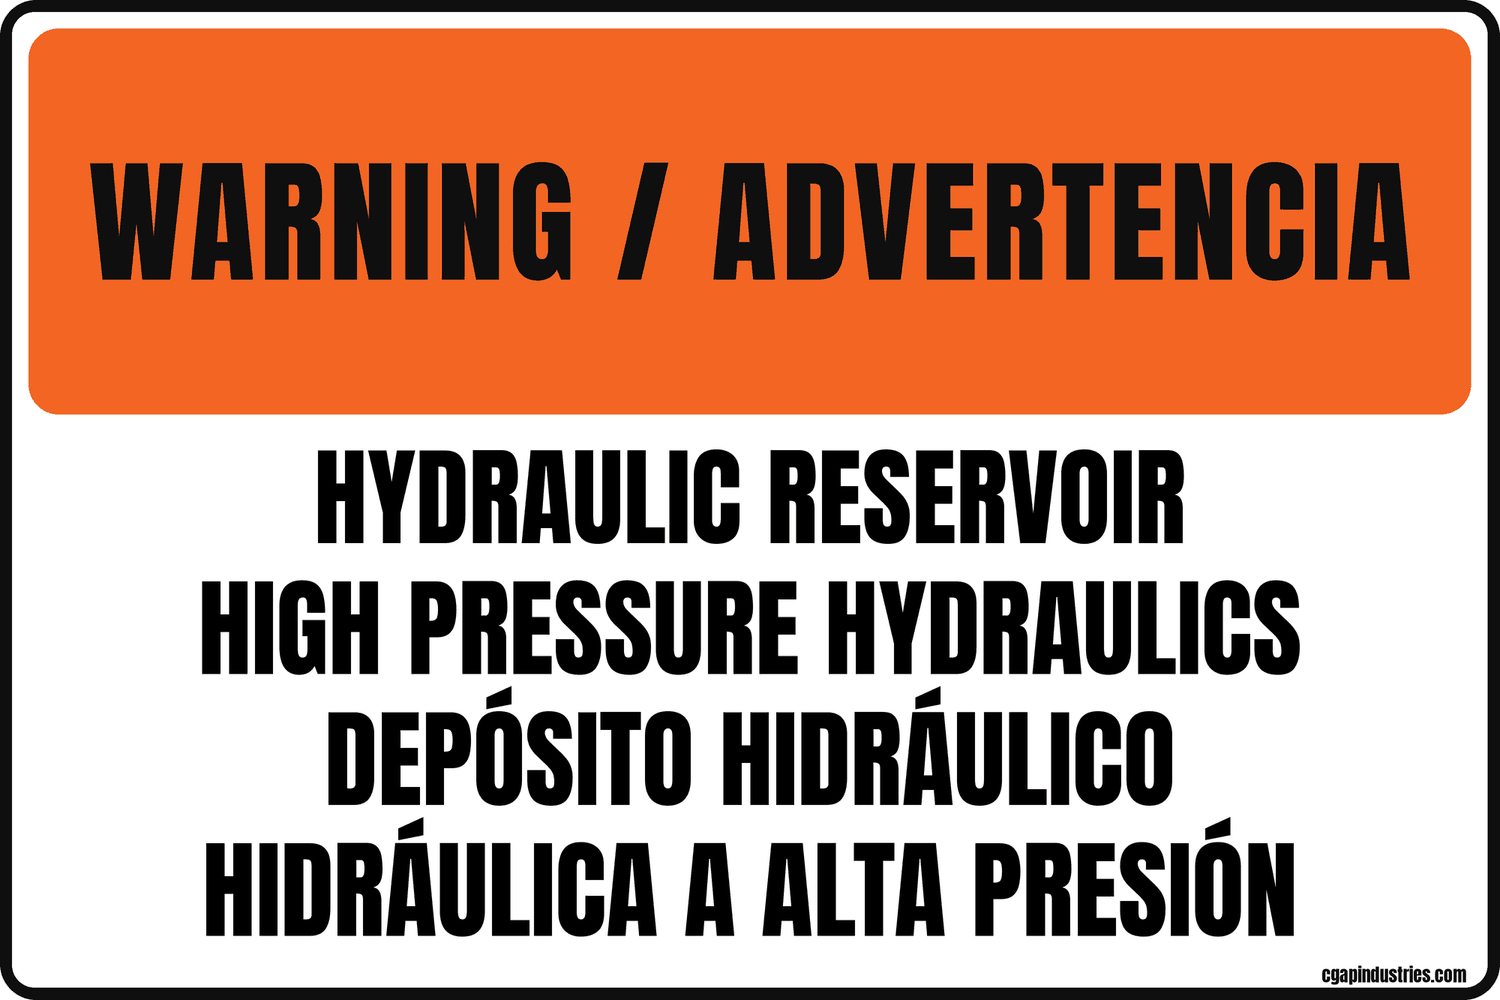 WARNING / ADVERTENCIA
HYDRAULIC RESERVOIR
HIGH PRESSURE HYDRAULICS
DEPÓSITO HIDRÁULICO
HIDRÁULICA A ALTA PRESIÓN
cgapindustries.com